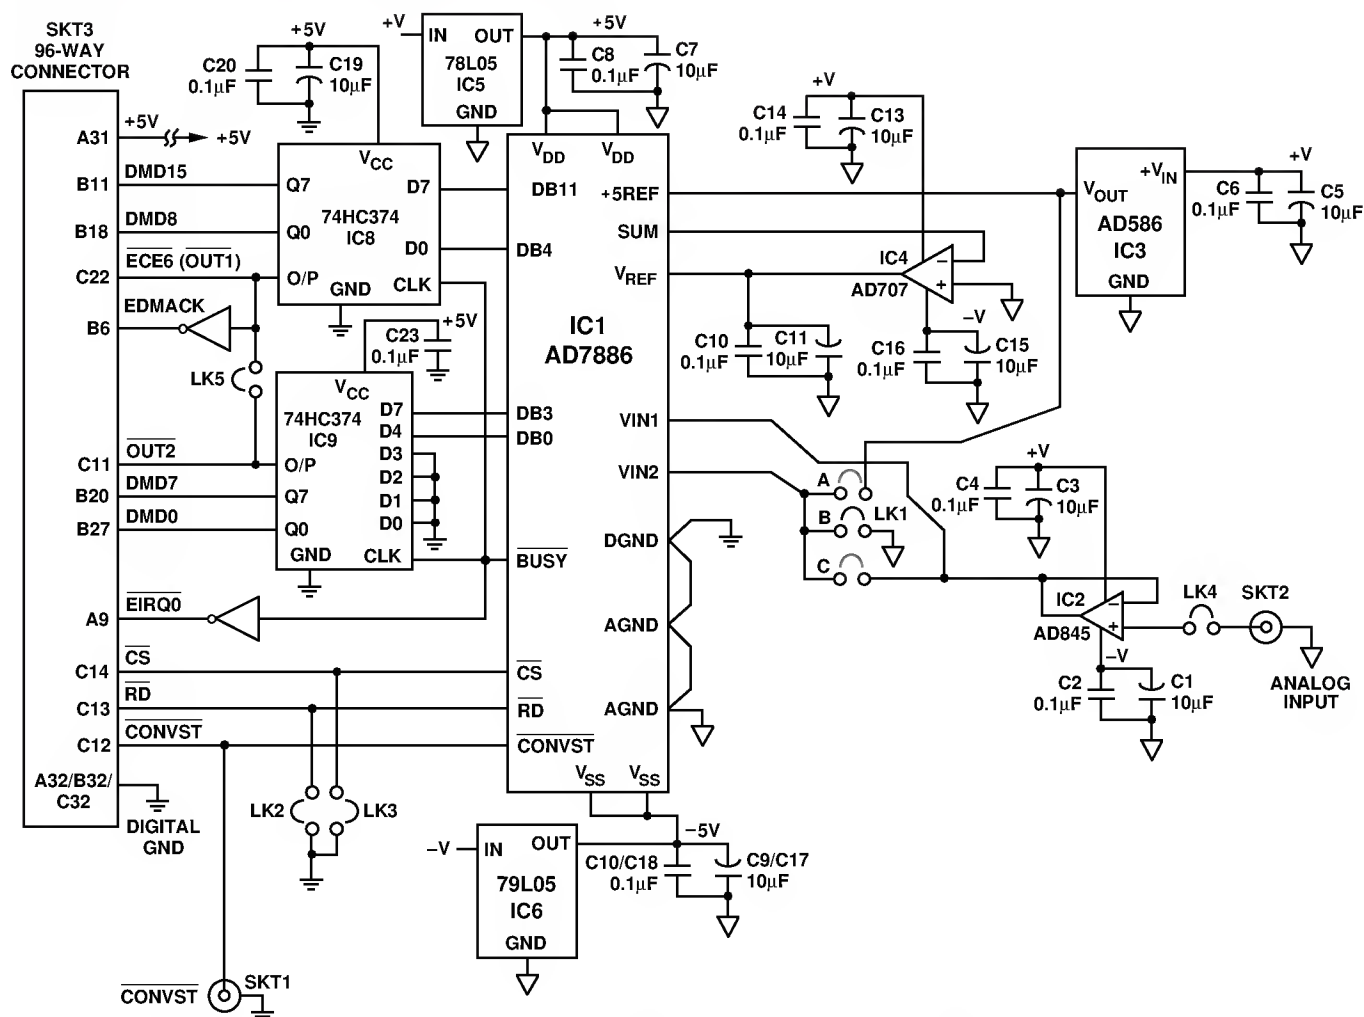 SKT3
96-WAY
CONNECTOR
A31
+5V
+5V
B11
DMD15
B18
DMD8
C22
ECE6 (OUT1)
B6
EDMACK
LK5
C11
OUT2
B20
DMD7
B27
DMD0
A9
EIRQ0
C14
CS
C13
RD
C12
CONVST
A32/B32/
C32
DIGITAL
GND
CONVST
SKT1
LK2
LK3
+5V
C20
0.1µF
C19
10µF
VCC
Q7
D7
74HC374
IC8
Q0
D0
O/P
CLK
GND
+5V
C23
0.1µF
VCC
74HC374
IC9
D7
D4
D3
D2
D1
D0
O/P
Q7
Q0
GND
CLK
+V
IN
OUT
78L05
IC5
GND
+5V
C8
0.1µF
C7
10µF
VDD
VDD
DB11
+5REF
DB4
SUM
VREF
IC1
AD7886
DB3
DB0
VIN1
VIN2
BUSY
DGND
AGND
CS
RD
AGND
CONVST
VSS
VSS
−V
IN
OUT
79L05
IC6
GND
−5V
C10/C18
0.1µF
C9/C17
10µF
+V
C14
0.1µF
C13
10µF
IC4
AD707
−
+
−V
C10
0.1µF
C11
10µF
C16
0.1µF
C15
10µF
VOUT
+VIN
AD586
IC3
GND
+V
C6
0.1µF
C5
10µF
A
B
C
LK1
+V
C4
0.1µF
C3
10µF
IC2
AD845
−
+
−V
LK4
SKT2
C2
0.1µF
C1
10µF
ANALOG
INPUT